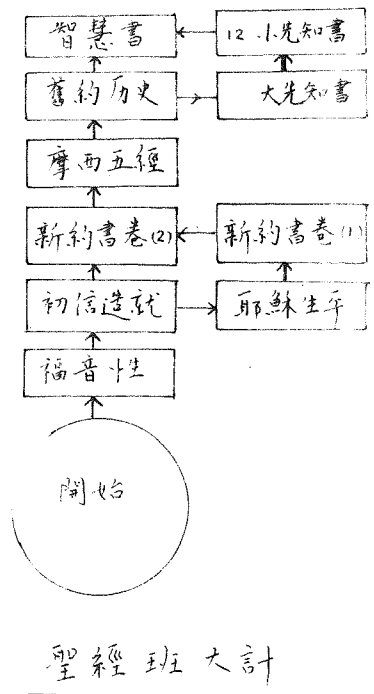 智慧書
12 小先知書
舊約历史
大先知書
摩西五經
新約書卷(2)
新約書卷(1)
初信造就
耶穌生平
福音性
開始
聖經班大計